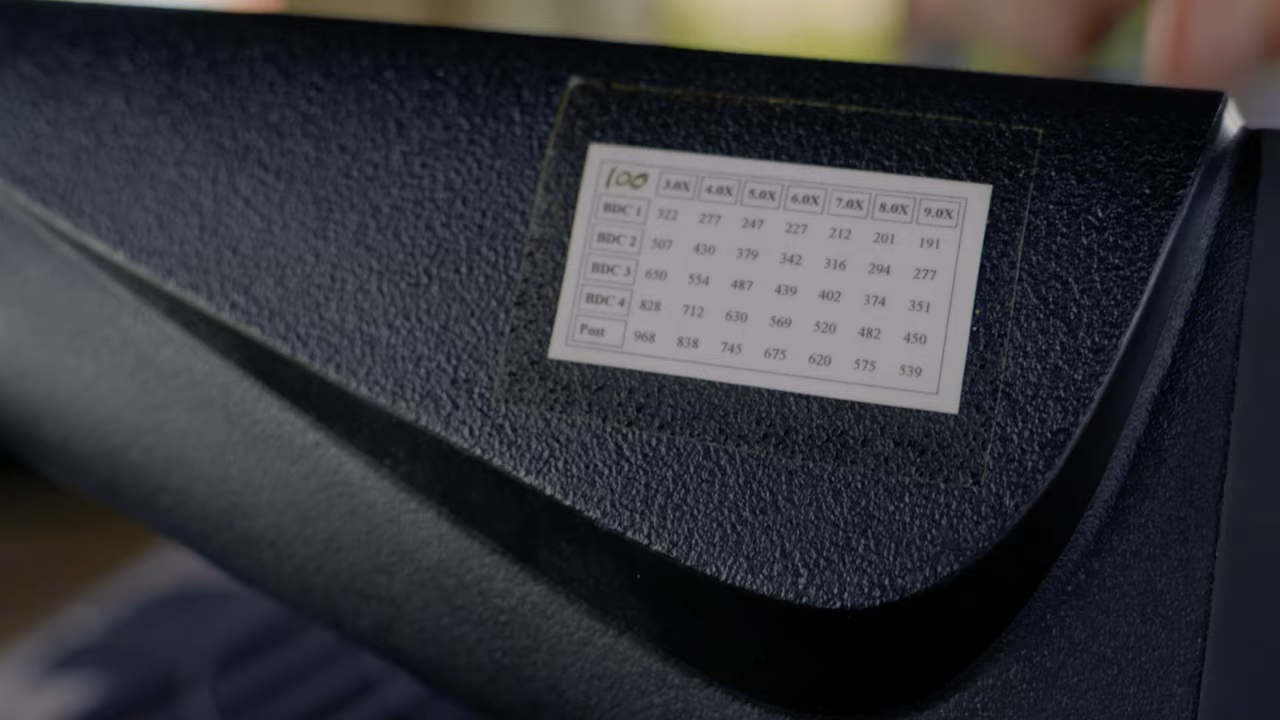 100 3.0X 4.0X 5.0X 6.0X 7.0X 8.0X 9.0X
BDC 1 322 277 247 227 212 201 191
BDC 2 507 430 379 342 316 294 277
BDC 3 650 554 487 439 402 374 351
BDC 4 828 712 630 569 520 482 450
Post 968 838 745 675 620 575 539